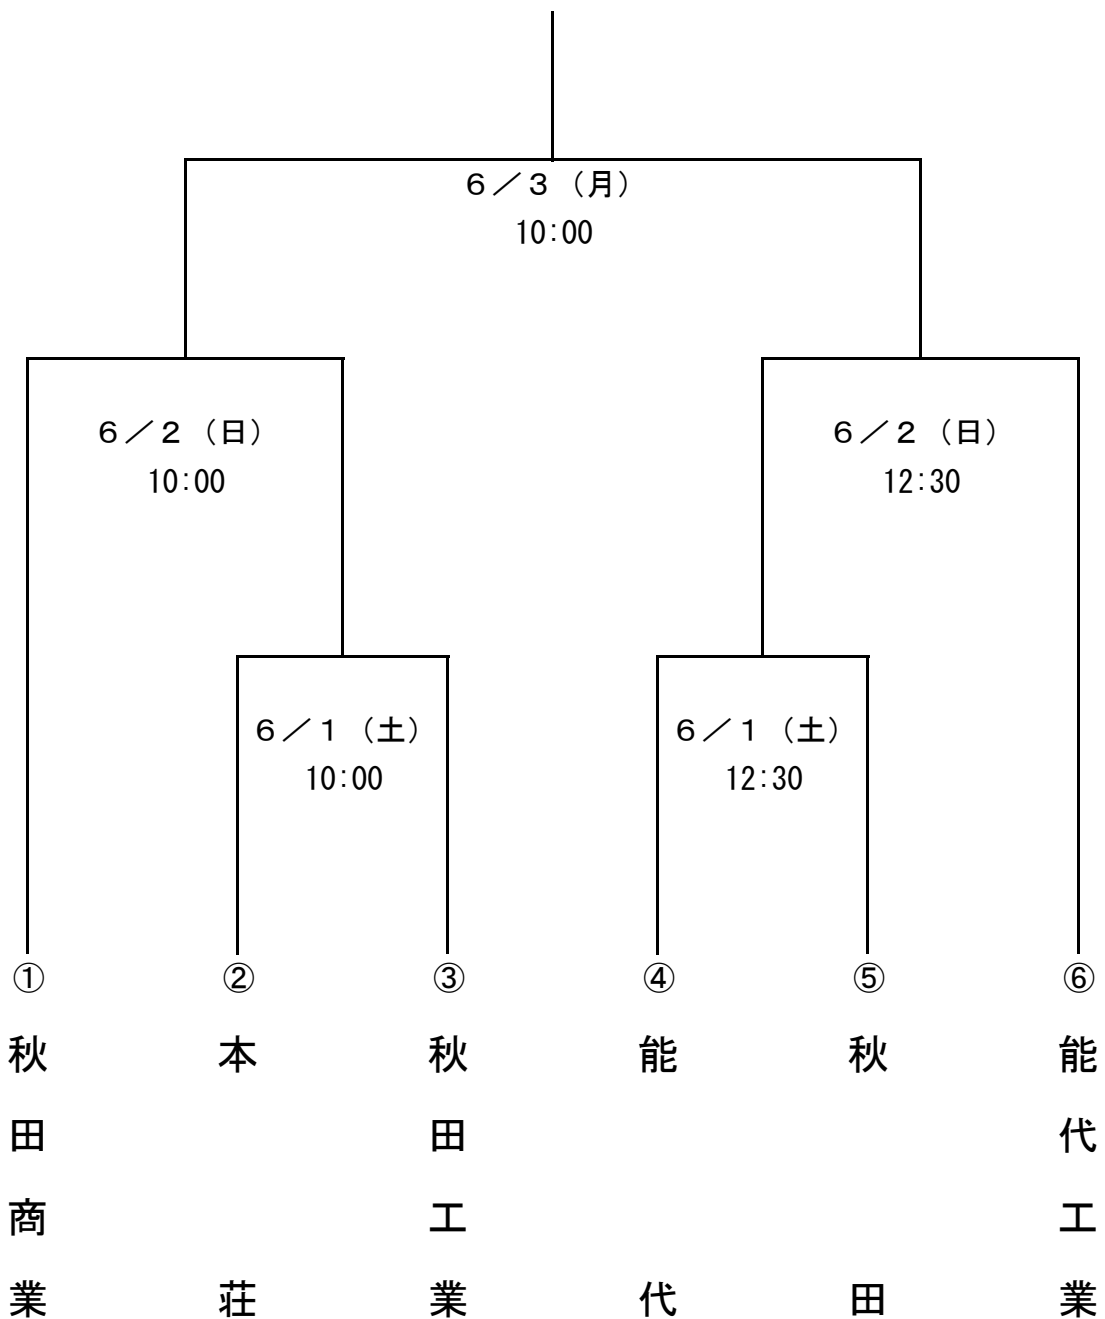 6／3（月）
10:00
6／2（日）
10:00
6／2（日）
12:30
6／1（土）
10:00
6／1（土）
12:30
①
秋田商業
②
本荘
③
秋田工業
④
能代
⑤
秋田
⑥
能代工業